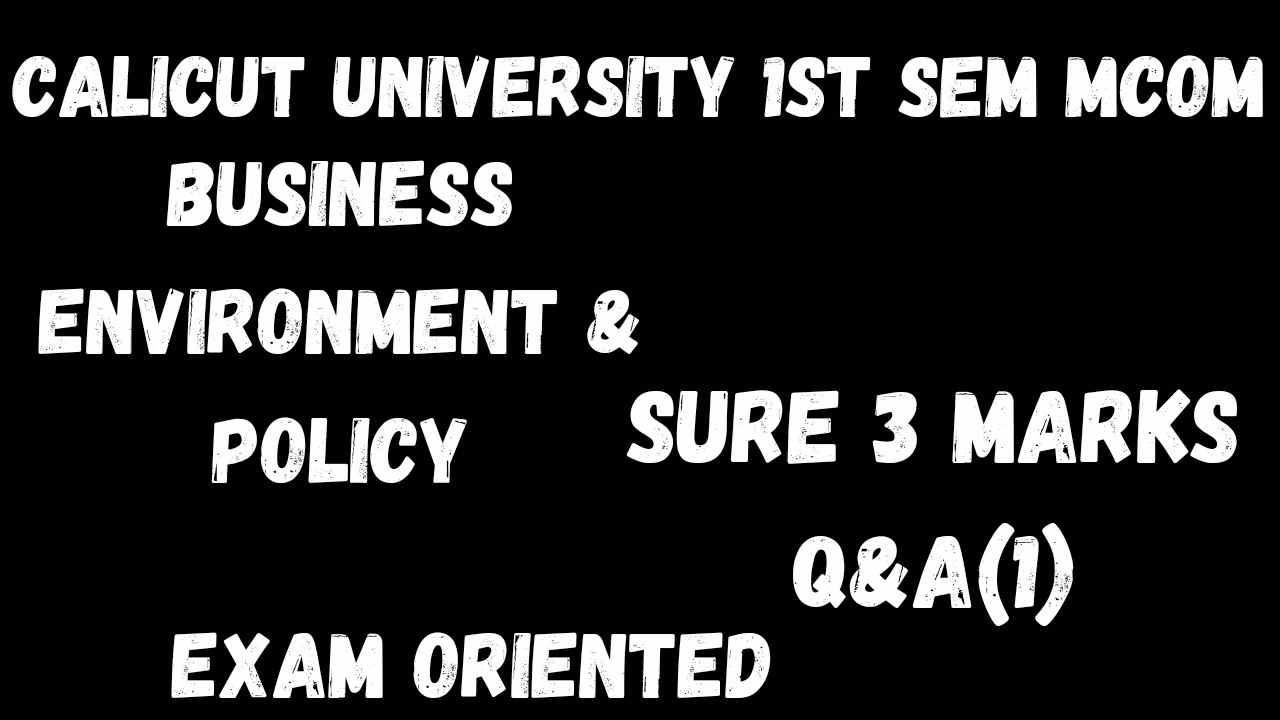 CALICUT UNIVERSITY 1ST SEM MCOM
BUSINESS
ENVIRONMENT &
POLICY
SURE 3 MARKS
Q&A(1)
EXAM ORIENTED